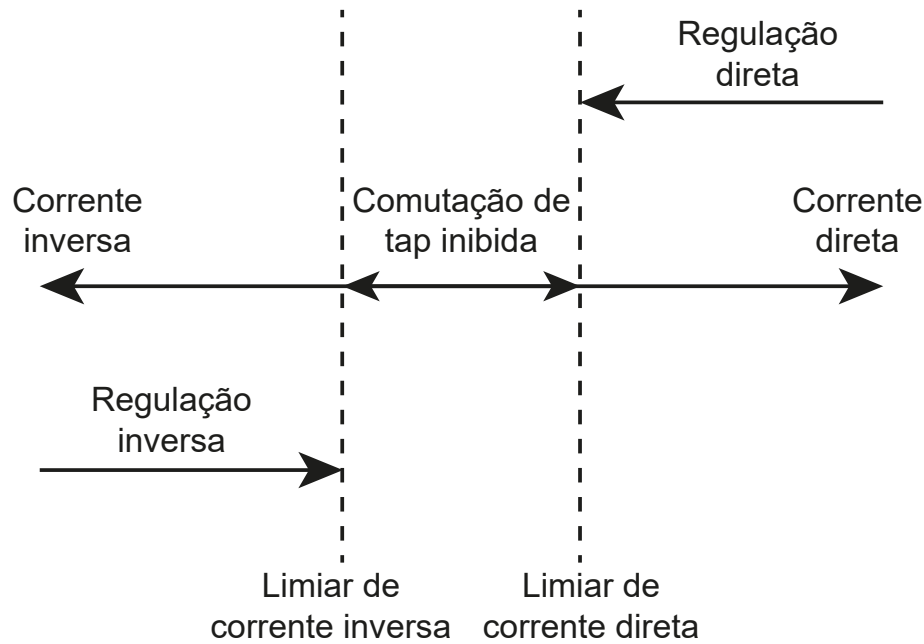 Regulação
direta
Corrente
inversa
Comutação de
tap inibida
Corrente
direta
Regulação
inversa
Limiar de
corrente inversa
Limiar de
corrente direta